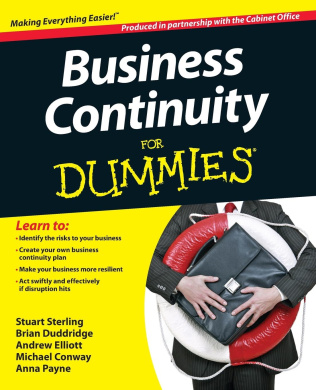 Making Everything Easier!™
Produced in partnership with the Cabinet Office
Business
Continuity
FOR
DUMMIES®
Learn to:
• Identify the risks to your business
• Create your own business
continuity plan
• Make your business more resilient
• Act swiftly and effectively
if disruption hits
Stuart Sterling
Brian Duddridge
Andrew Elliott
Michael Conway
Anna Payne